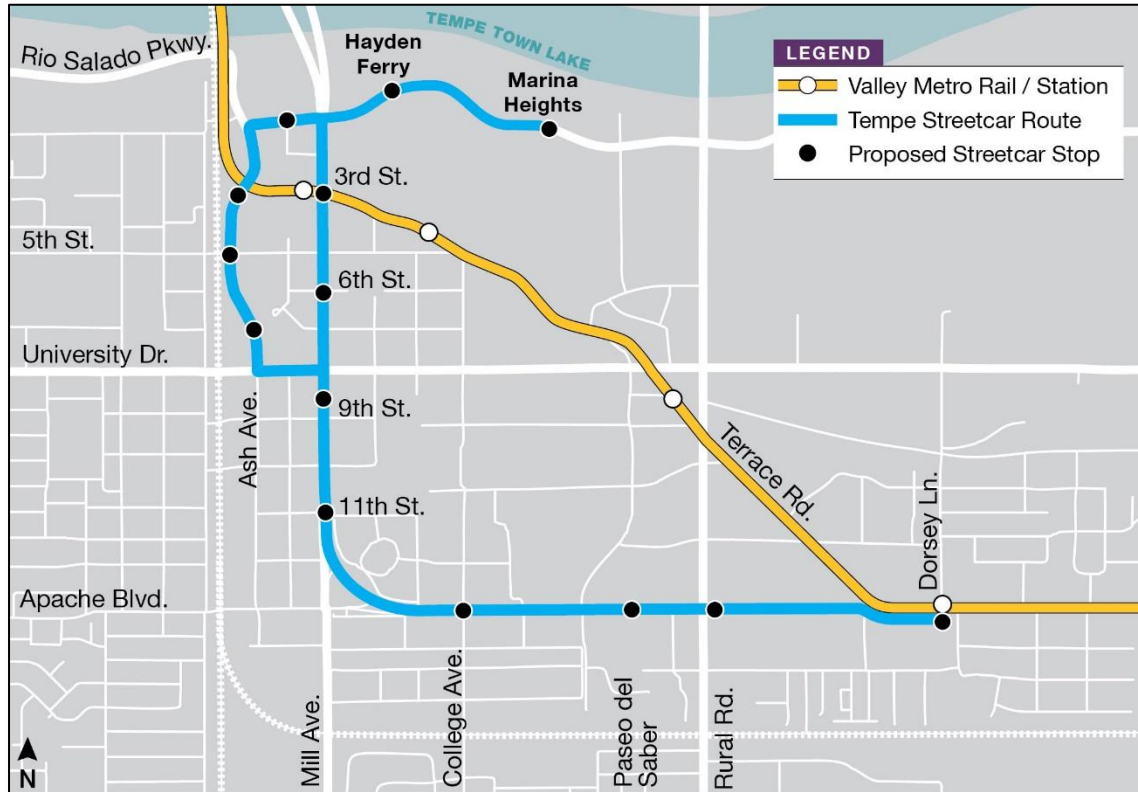 TEMPE TOWN LAKE
Rio Salado Pkwy.
Hayden
Ferry
Marina
Heights
LEGEND
Valley Metro Rail / Station
Tempe Streetcar Route
Proposed Streetcar Stop
3rd St.
5th St.
6th St.
University Dr.
9th St.
Ash Ave.
11th St.
Terrace Rd.
Dorsey Ln.
Apache Blvd.
Mill Ave.
College Ave.
Paseo del
Saber
Rural Rd.
N